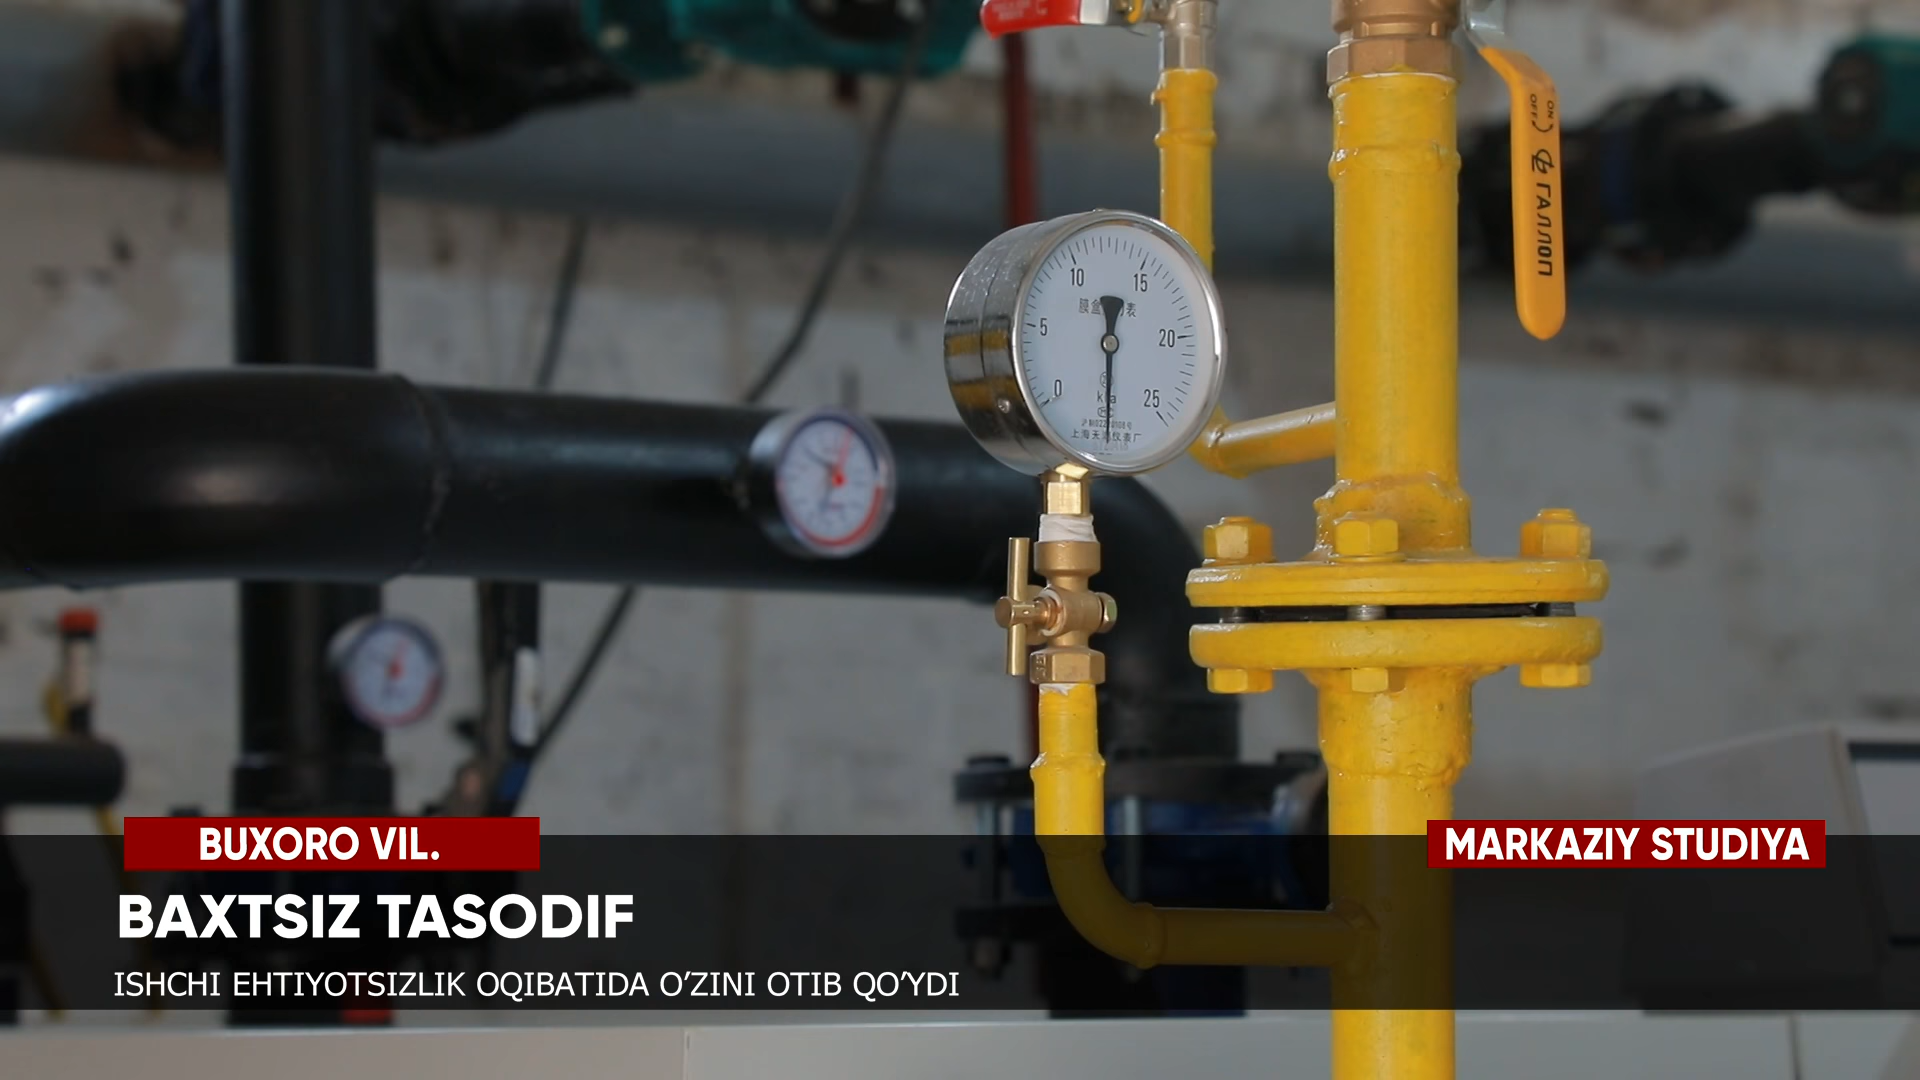 ON
OFF
ГАЛЛОП
10
15
5
20
0
25
BUXORO VIL.
MARKAZIY STUDIYA
BAXTSIZ TASODIF
ISHCHI EHTIYOTSIZLIK OQIBATIDA O’ZINI OTIB QO’YDI